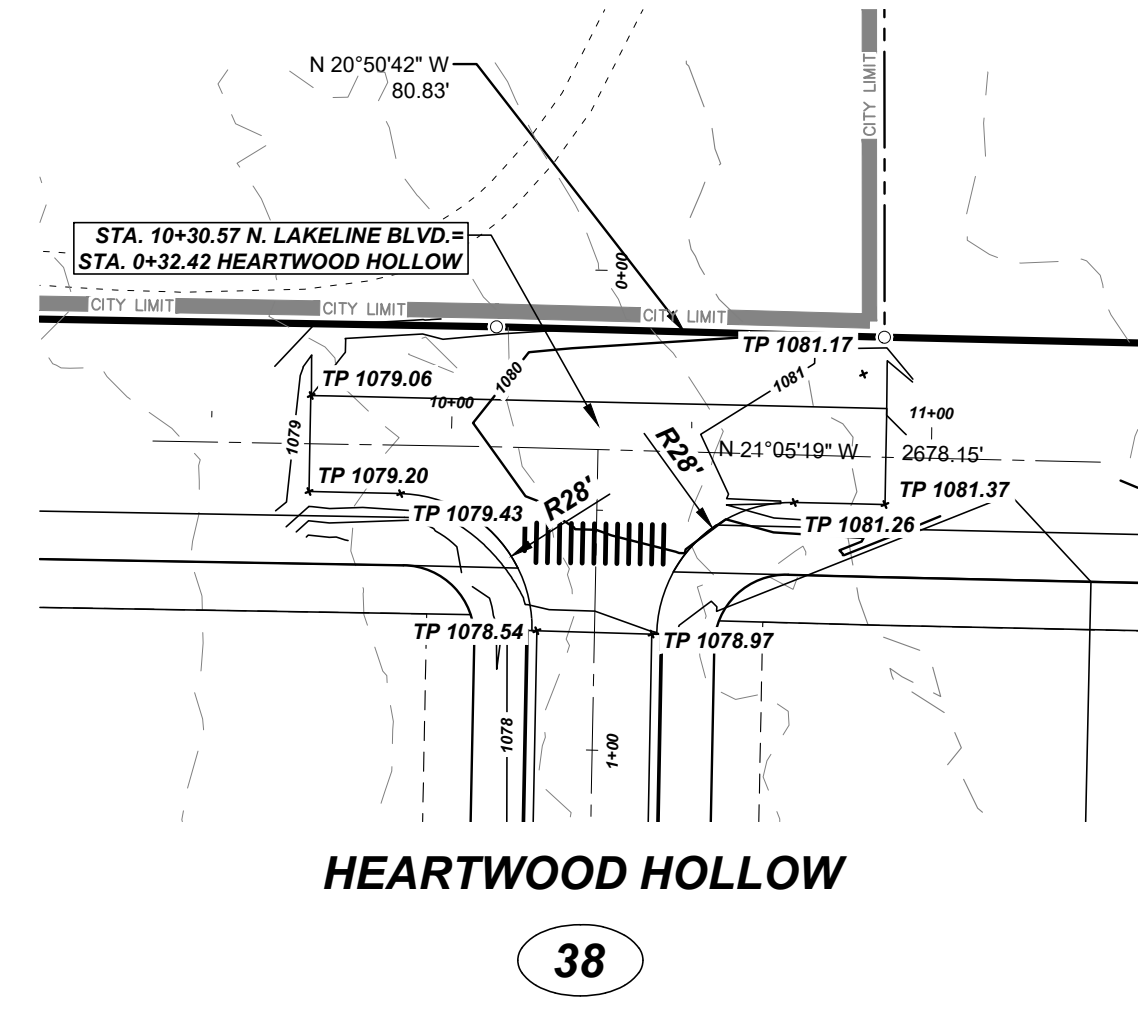 N 20°50'42" W
80.83'
CITY LIMIT
STA. 10+30.57 N. LAKELINE BLVD.=
STA. 0+32.42 HEARTWOOD HOLLOW
0+00
CITY LIMIT
CITY LIMIT
CITY LIMIT
TP 1081.17
TP 1079.06
1080
1081
10+00
11+00
1079
R28'
N 21°05'19" W
2678.15'
TP 1079.20
R28'
TP 1081.37
TP 1079.43
TP 1081.26
TP 1078.54
TP 1078.97
1078
1+00
HEARTWOOD HOLLOW
38